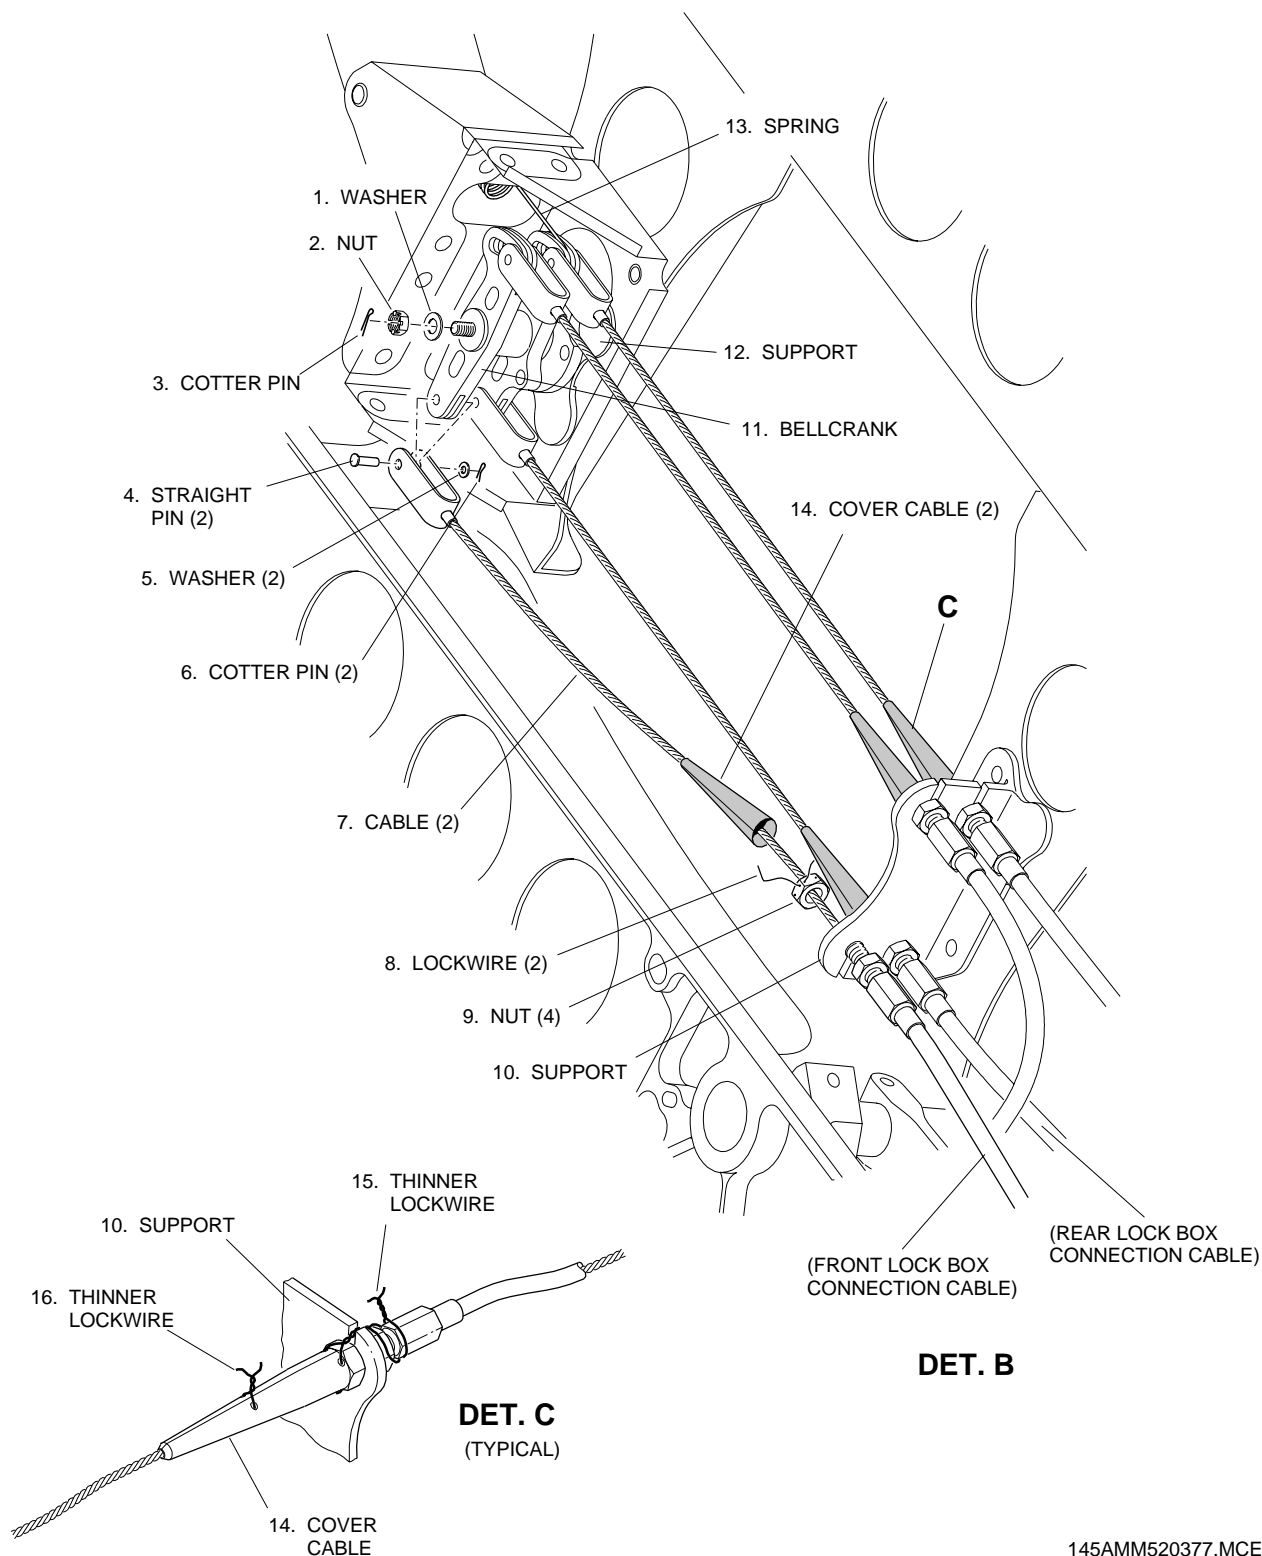 13. SPRING
1. WASHER
2. NUT
12. SUPPORT
3. COTTER PIN
11. BELLCRANK
4. STRAIGHT
PIN (2)
14. COVER CABLE (2)
5. WASHER (2)
C
6. COTTER PIN (2)
7. CABLE (2)
8. LOCKWIRE (2)
9. NUT (4)
10. SUPPORT
15. THINNER
LOCKWIRE
10. SUPPORT
(REAR LOCK BOX
CONNECTION CABLE)
(FRONT LOCK BOX
CONNECTION CABLE)
16. THINNER
LOCKWIRE
DET. B
DET. C
(TYPICAL)
14. COVER
CABLE
145AMM520377.MCE